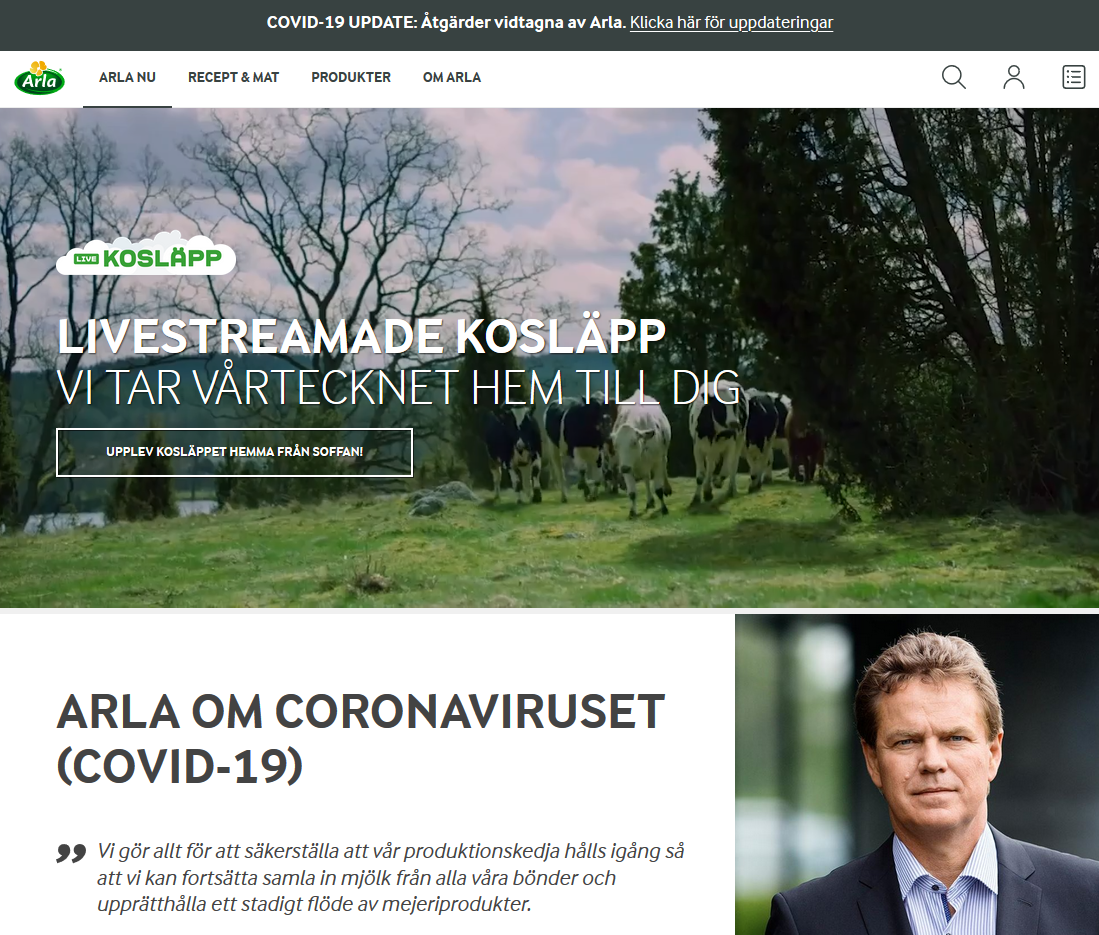 COVID-19 UPDATE: Åtgärder vidtagna av Arla. Klicka här för uppdateringar
Arla
ARLA NU
RECEPT & MAT
PRODUKTER
OM ARLA
LIVE KOSLÄPP
LIVESTREAMADE KOSLÄPP
VI TAR VÅRTECKNET HEM TILL DIG
UPPLEV KOSLÄPPET HEMMA FRÅN SOFFAN!
ARLA OM CORONAVIRUSET
(COVID-19)
” Vi gör allt för att säkerställa att vår produktionskedja hålls igång så
att vi kan fortsätta samla in mjölk från alla våra bönder och
upprätthålla ett stadigt flöde av mejeriprodukter.